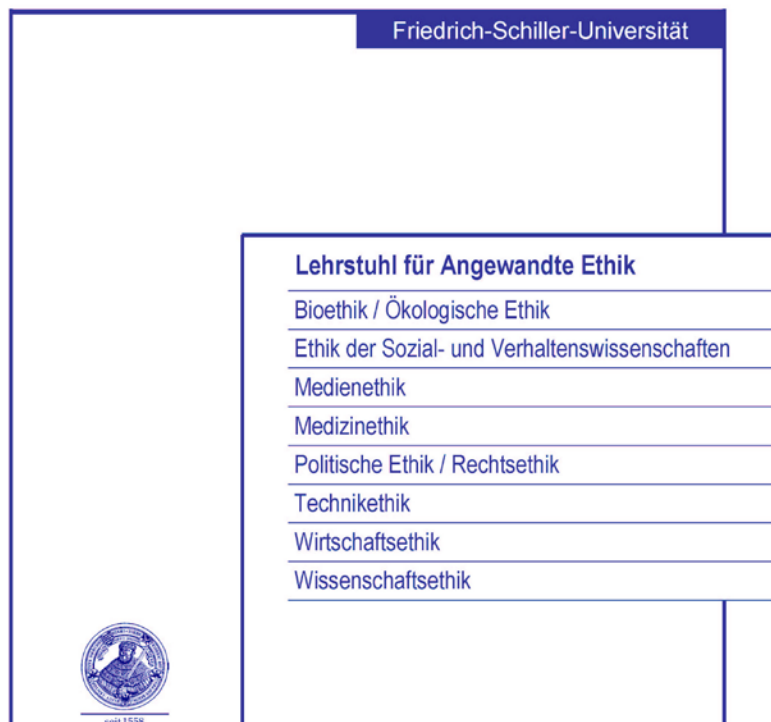 Friedrich-Schiller-Universität
Lehrstuhl für Angewandte Ethik
Bioethik / Ökologische Ethik
Ethik der Sozial- und Verhaltenswissenschaften
Medienethik
Medizinethik
Politische Ethik / Rechtsethik
Technikethik
Wirtschaftsethik
Wissenschaftsethik
seit 1558